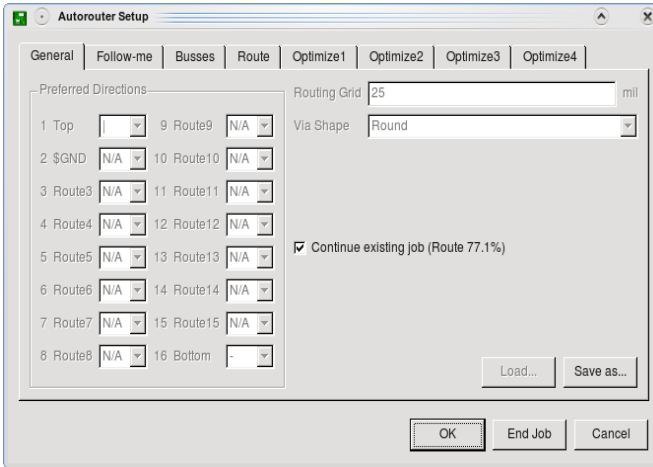 Autorouter Setup
General Follow-me Busses Route Optimize1 Optimize2 Optimize3 Optimize4
Preferred Directions
Routing Grid 25 mil
1 Top | 9 Route9 N/A
Via Shape Round
2 $GND N/A 10 Route10 N/A
3 Route3 N/A 11 Route11 N/A
4 Route4 N/A 12 Route12 N/A
5 Route5 N/A 13 Route13 N/A
Continue existing job (Route 77.1%)
6 Route6 N/A 14 Route14 N/A
7 Route7 N/A 15 Route15 N/A
8 Route8 N/A 16 Bottom -
Load... Save as...
OK End Job Cancel